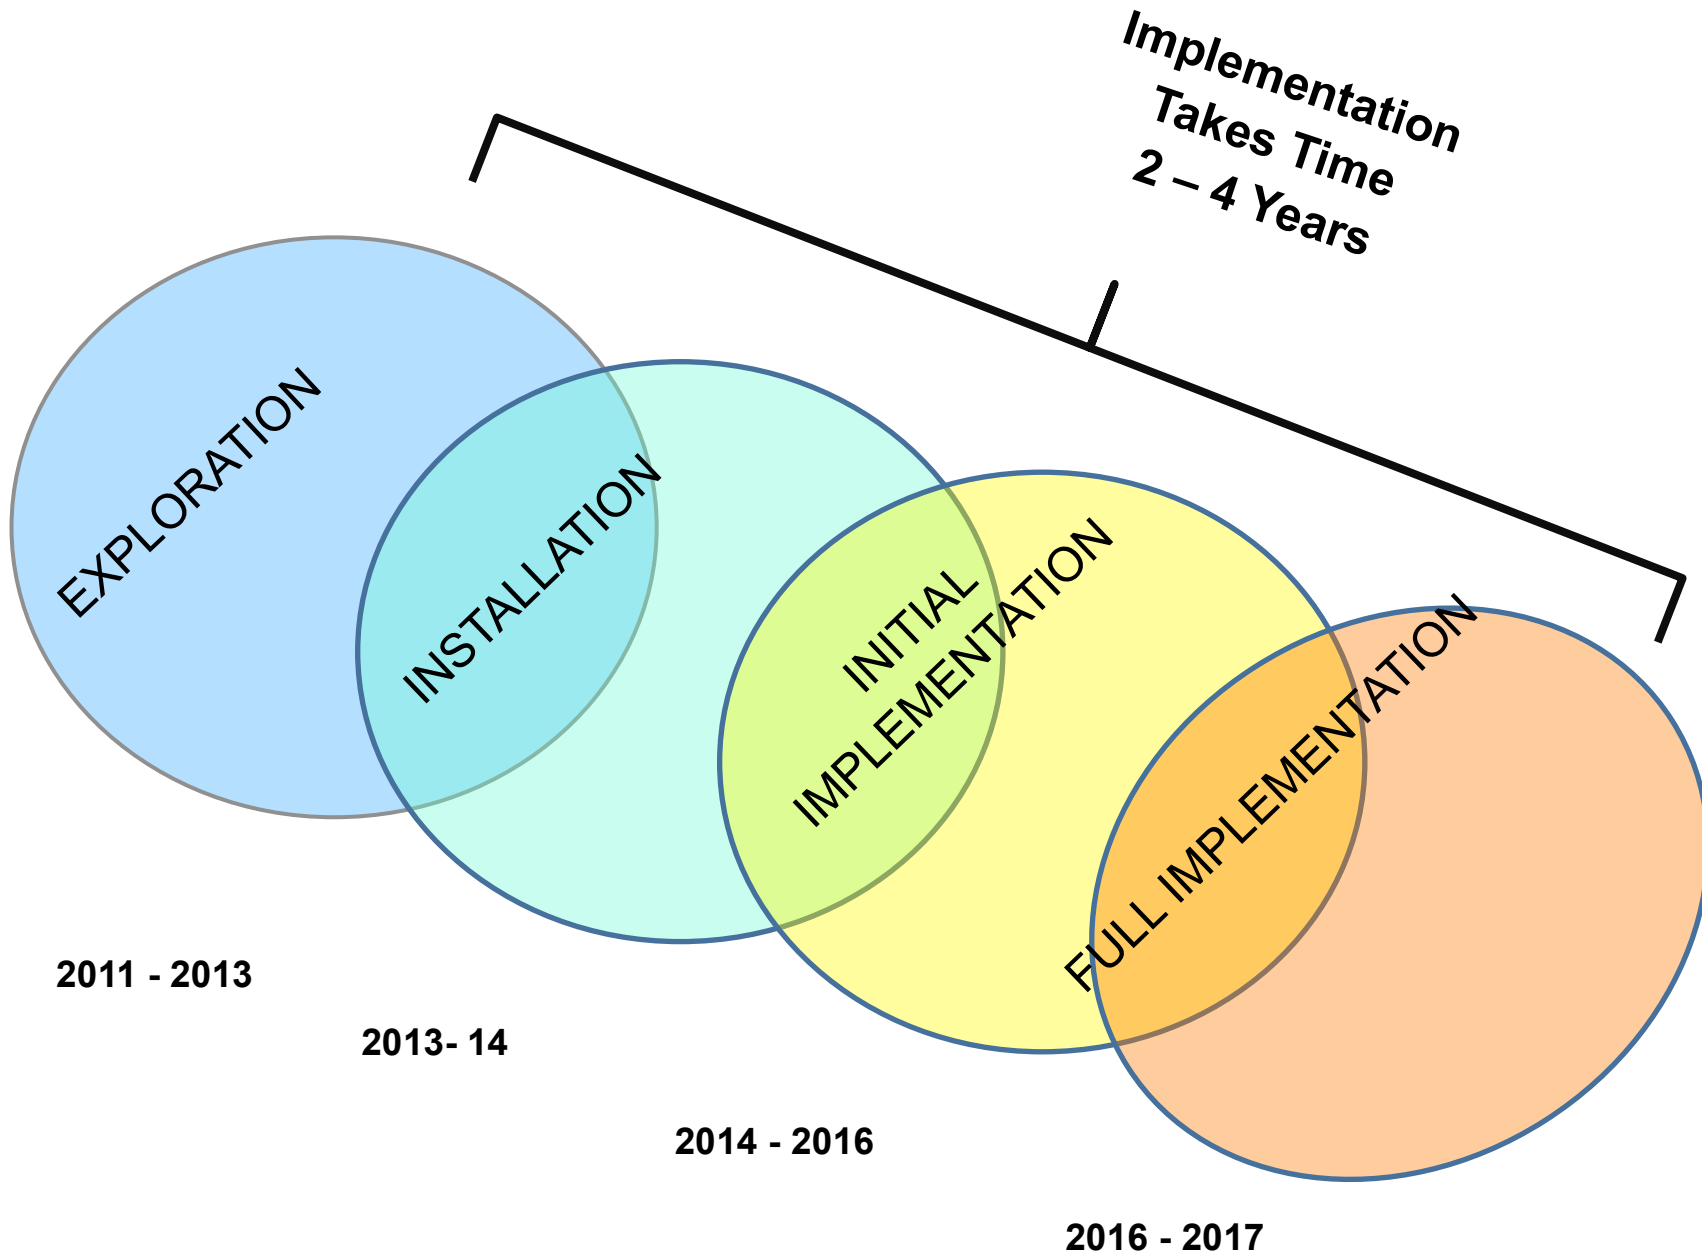 Implementation
Takes Time
2 – 4 Years
EXPLORATION
INSTALLATION
INITIAL
IMPLEMENTATION
FULL IMPLEMENTATION
2011 - 2013
2013- 14
2014 - 2016
2016 - 2017